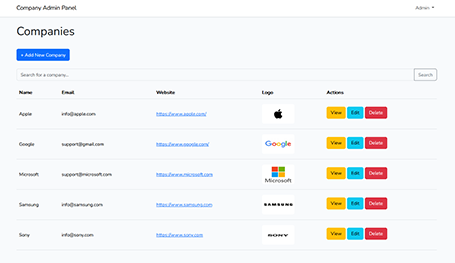 Company Admin Panel Admin
Companies
+ Add New Company
Search for a company... Search
Name Email Website Logo Actions
Apple info@apple.com https://www.apple.com/ View Edit Delete
Google support@gmail.com https://www.google.com/ Google View Edit Delete
Microsoft support@microsoft.com https://www.microsoft.com Microsoft View Edit Delete
Samsung info@samsung.com https://www.samsung.com SAMSUNG View Edit Delete
Sony info@sony.com https://www.sony.com SONY View Edit Delete